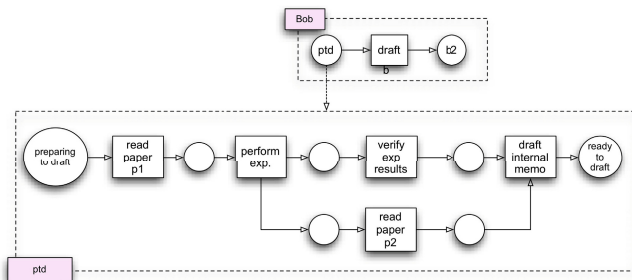 Bob
ptd
draft
b
b2
preparing
to draft
read
paper
p1
perform
exp.
verify
exp
results
draft
internal
memo
ready
to
draft
read
paper
p2
ptd